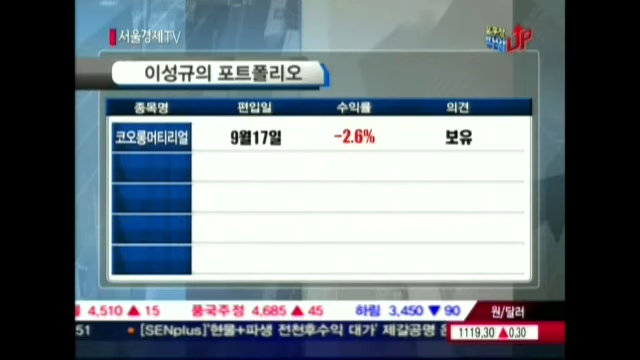 서울경제TV
UP
이성규의 포트폴리오
종목명 편입일 수익률 의견
코오롱머티리얼 9월17일 -2.6% 보유
4,510 ▲ 15 풍국주정 4,685 ▲ 45 하림 3,450 ▼ 90 원/달러
51 [SENplus]'현물+파생 전천후수익 대가' 제갈공명 온 1119.30 ▲0.30